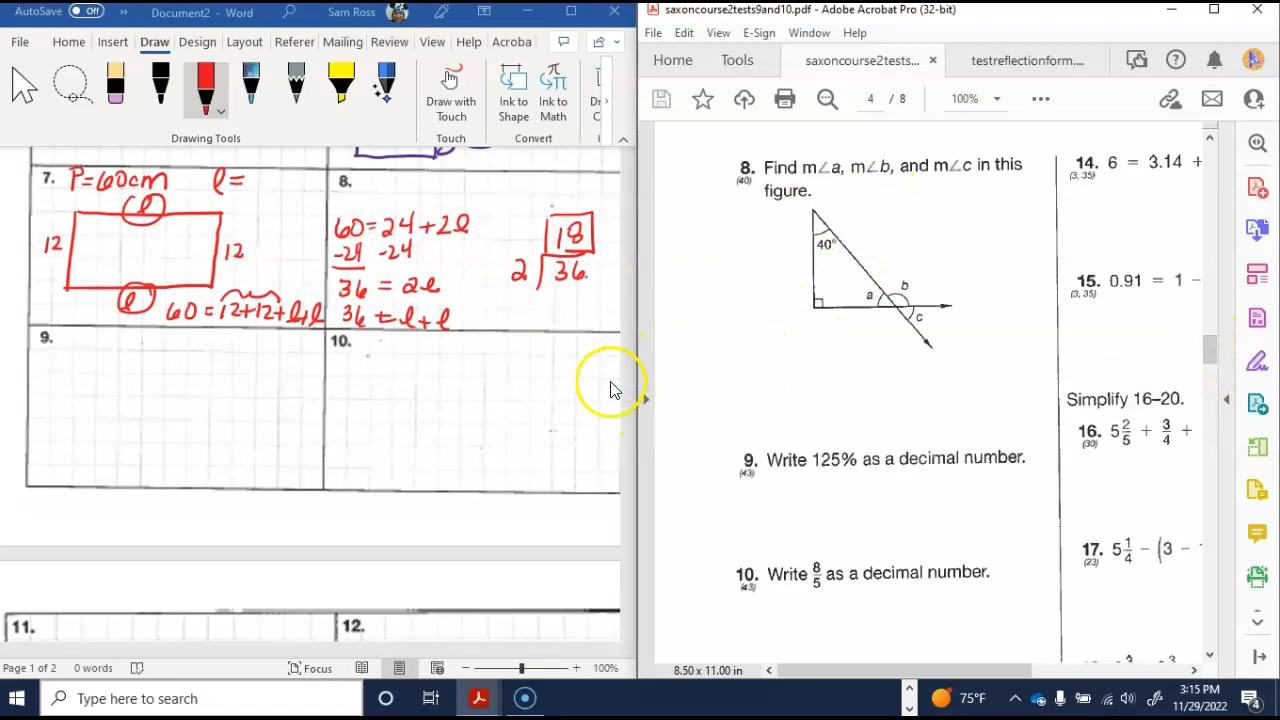 AutoSave Off
Document2 - Word
Sam Ross
saxoncourse2tests9and10.pdf - Adobe Acrobat Pro (32-bit)
File Home Insert Draw Design Layout Referer Mailing Review View Help Acroba
File Edit View E-Sign Window Help
Home Tools saxoncourse2tests... testreflectionform....
4 / 8 100%
Draw with Touch
Ink to Shape
Ink to Math
Drawing Tools
Touch
Convert
7. P=60cm l=
l
12
12
l
60=12+12+l+l
8.
60=24+2l
-24 -24
36 = 2l
36 = l+l
18
2 36.
9.
10.
11.
12.
8. Find m∠a, m∠b, and m∠c in this
(40) figure.
40°
a
b
c
9. Write 125% as a decimal number.
(43)
10. Write 8/5 as a decimal number.
(43)
14. 6 = 3.14 +
(3, 35)
15. 0.91 = 1 −
(3, 35)
Simplify 16–20.
16. 5 2/5 + 3/4 +
(30)
17. 5 1/4 − (3 −
(23)
8.50 x 11.00 in
Page 1 of 2 0 words Focus 100%
Type here to search
75°F
3:15 PM
11/29/2022
4